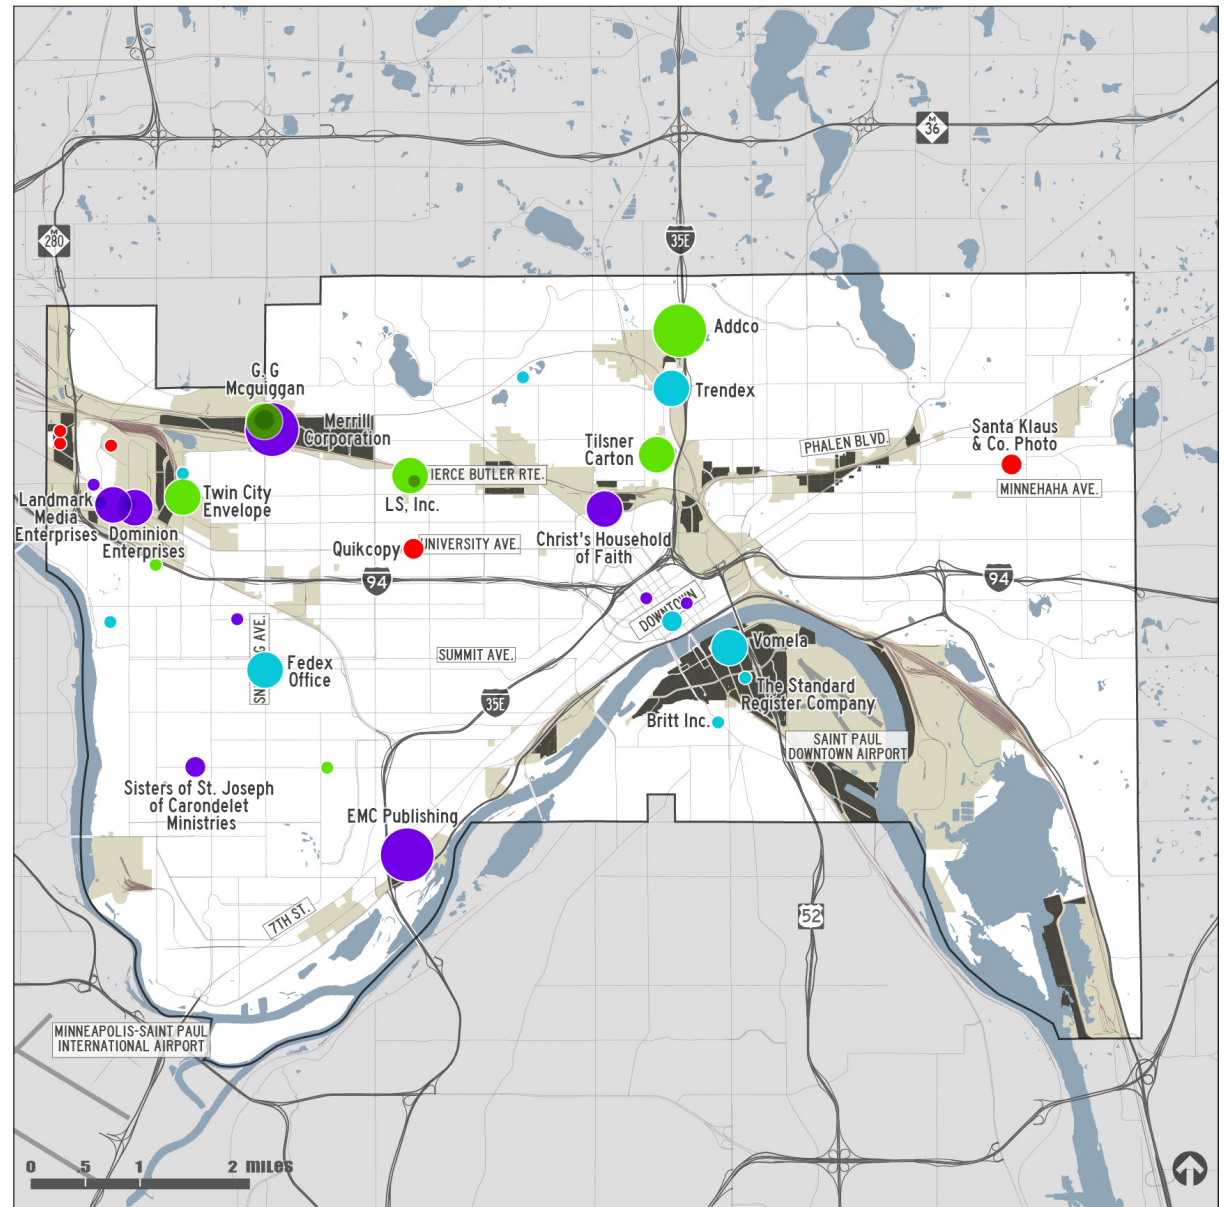 M
36
M
280
35E
Addco
G.G
Mcguiggan
Trendex
Merrill
Corporation
Santa Klaus
& Co. Photo
Tilsner
Carton
PHALEN BLVD.
IERCE BUTLER RTE.
MINNEHAHA AVE.
Landmark
Media
Enterprises
Twin City
Envelope
LS, Inc.
Dominion
Enterprises
Christ's Household
of Faith
Quikcopy
UNIVERSITY AVE.
94
94
DOWNTOWN
SN
G AVE.
SUMMIT AVE.
Vomela
Fedex
Office
The Standard
Register Company
35E
Britt Inc.
SAINT PAUL
DOWNTOWN AIRPORT
Sisters of St. Joseph
of Carondelet
Ministries
EMC Publishing
7TH ST.
52
MINNEAPOLIS-SAINT PAUL
INTERNATIONAL AIRPORT
0 .5 1 2 MILES